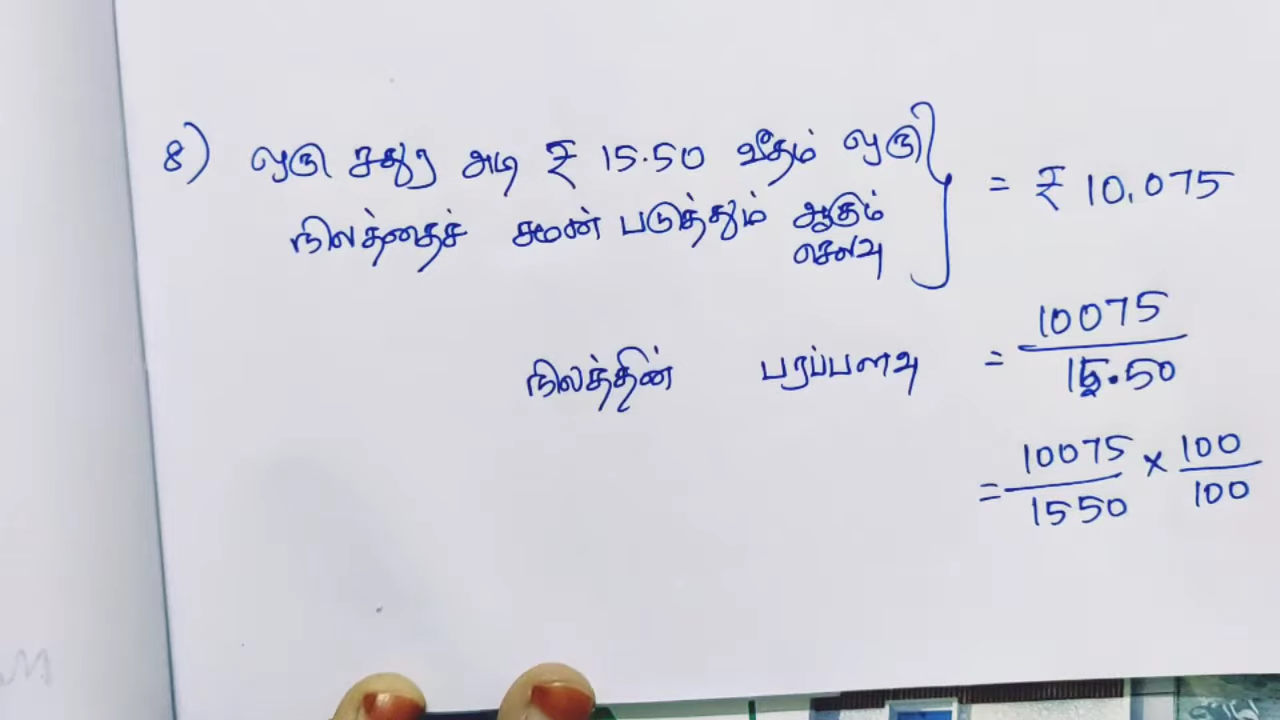 8) ஒரு சதுர அடி ₹ 15.50 வீதம் ஒரு
நிலத்தைச் சமன் படுத்தும் ஆகும்
செலவு
= ₹ 10,075
நிலத்தின் பரப்பளவு = 10075 / 15.50
= 10075 / 1550 × 100 / 100